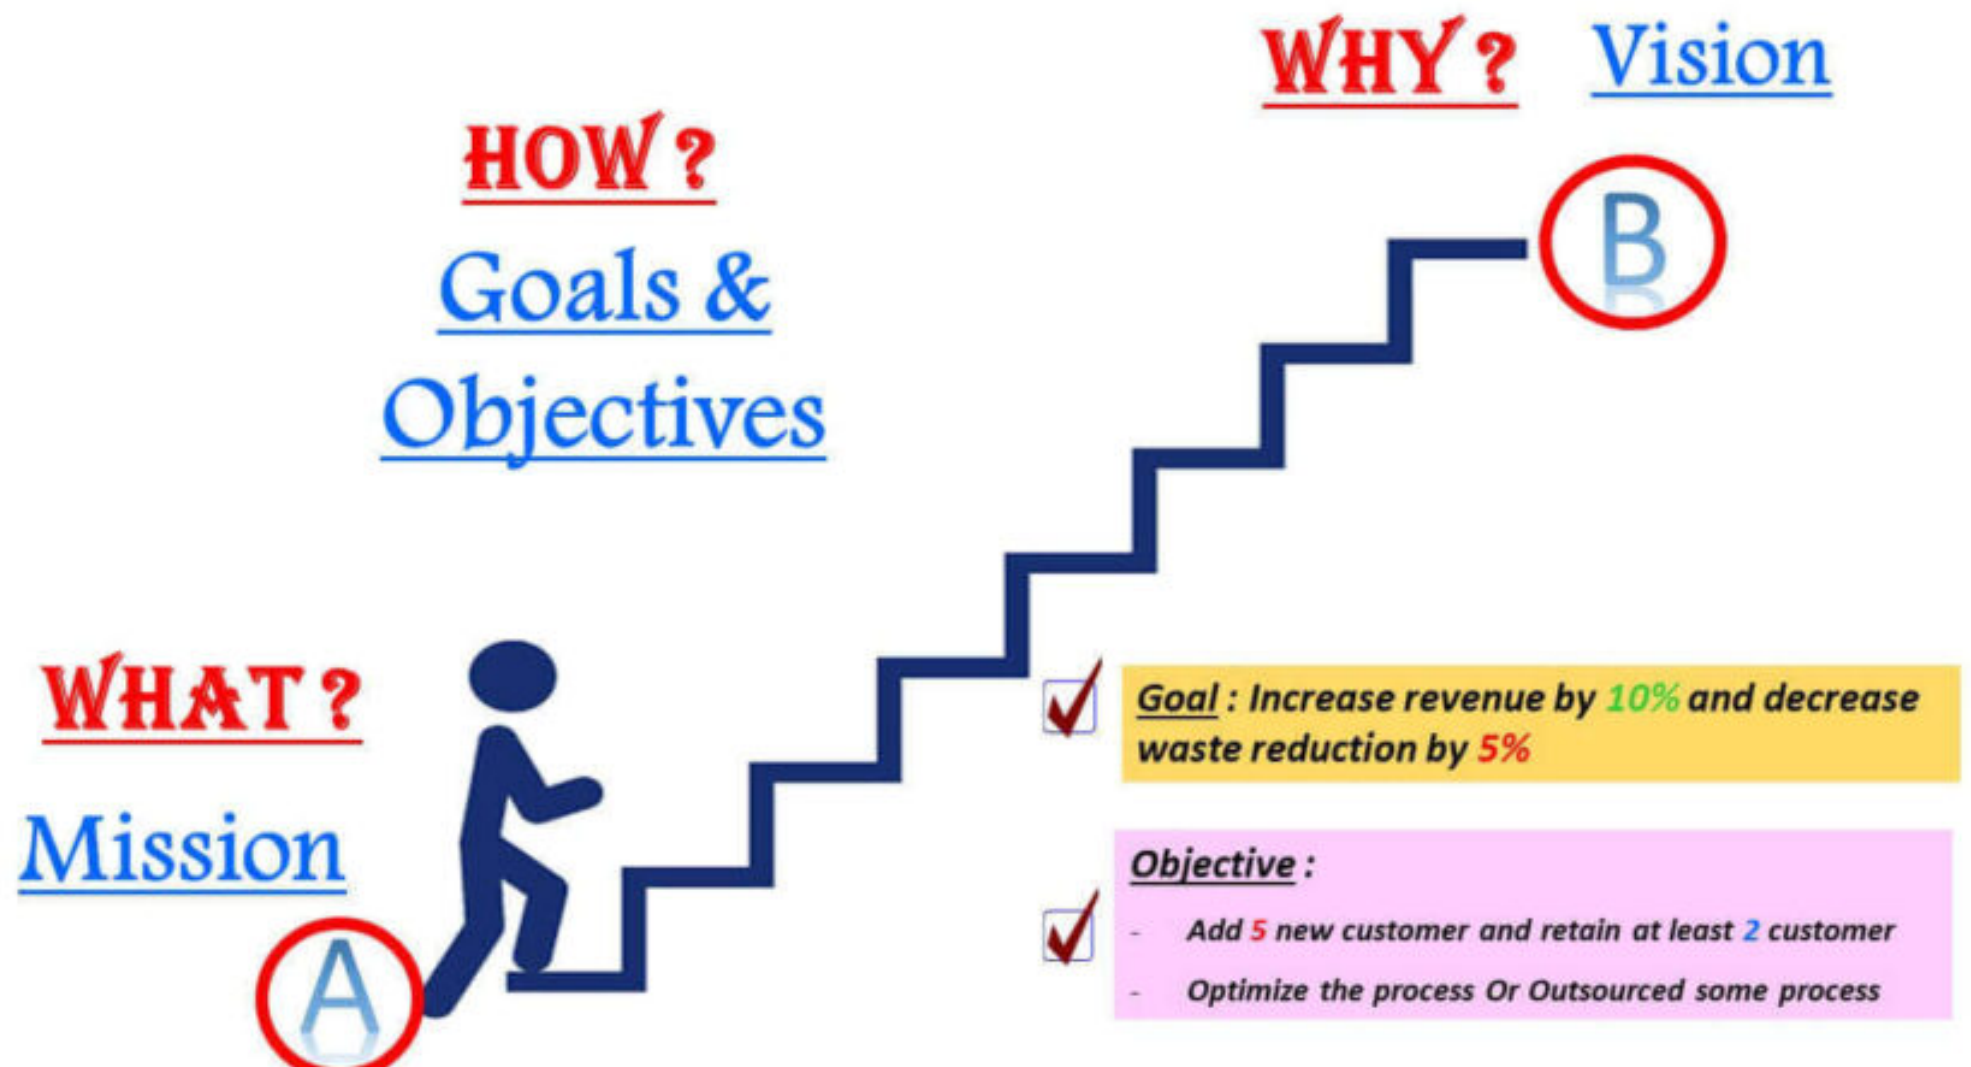 WHY? Vision
HOW?
Goals &
Objectives
B
WHAT?
Mission
A
Goal : Increase revenue by 10% and decrease
waste reduction by 5%
Objective :
- Add 5 new customer and retain at least 2 customer
- Optimize the process Or Outsourced some process